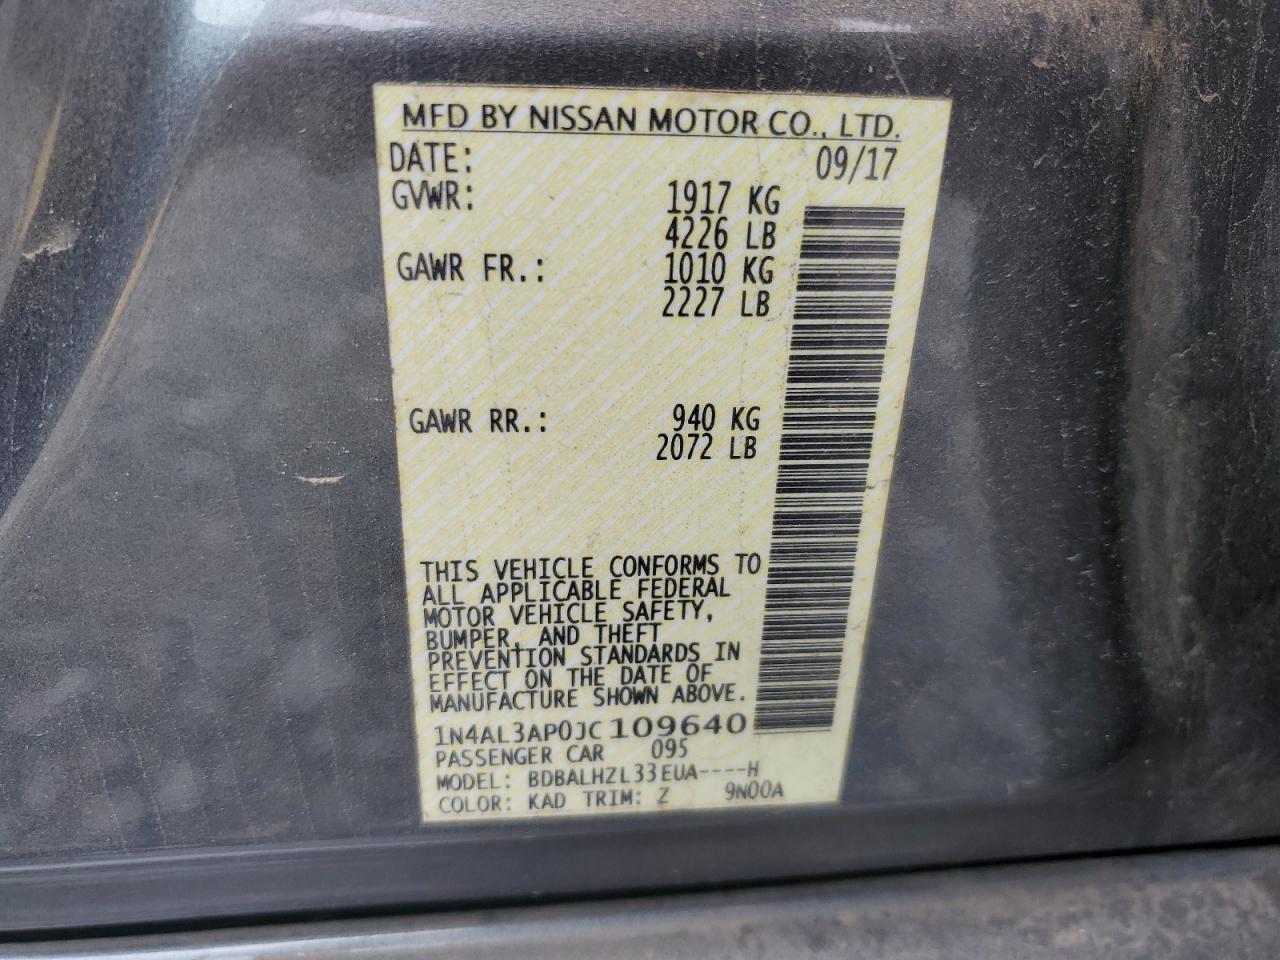 MFD BY NISSAN MOTOR CO., LTD.
DATE: 09/17
GVWR: 1917 KG
4226 LB
GAWR FR.: 1010 KG
2227 LB
GAWR RR.: 940 KG
2072 LB
THIS VEHICLE CONFORMS TO
ALL APPLICABLE FEDERAL
MOTOR VEHICLE SAFETY,
BUMPER, AND THEFT
PREVENTION STANDARDS IN
EFFECT ON THE DATE OF
MANUFACTURE SHOWN ABOVE.
1N4AL3AP0JC109640
PASSENGER CAR 095
MODEL: BDBALHZL33EUA----H
COLOR: KAD TRIM: Z 9N00A